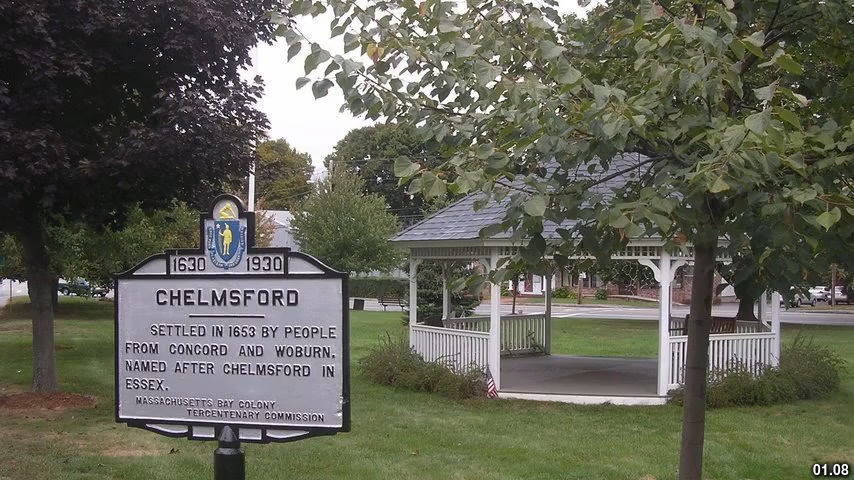 1630 1930
CHELMSFORD
SETTLED IN 1653 BY PEOPLE
FROM CONCORD AND WOBURN.
NAMED AFTER CHELMSFORD IN
ESSEX.
MASSACHUSETTS BAY COLONY
TERCENTENARY COMMISSION
01.08